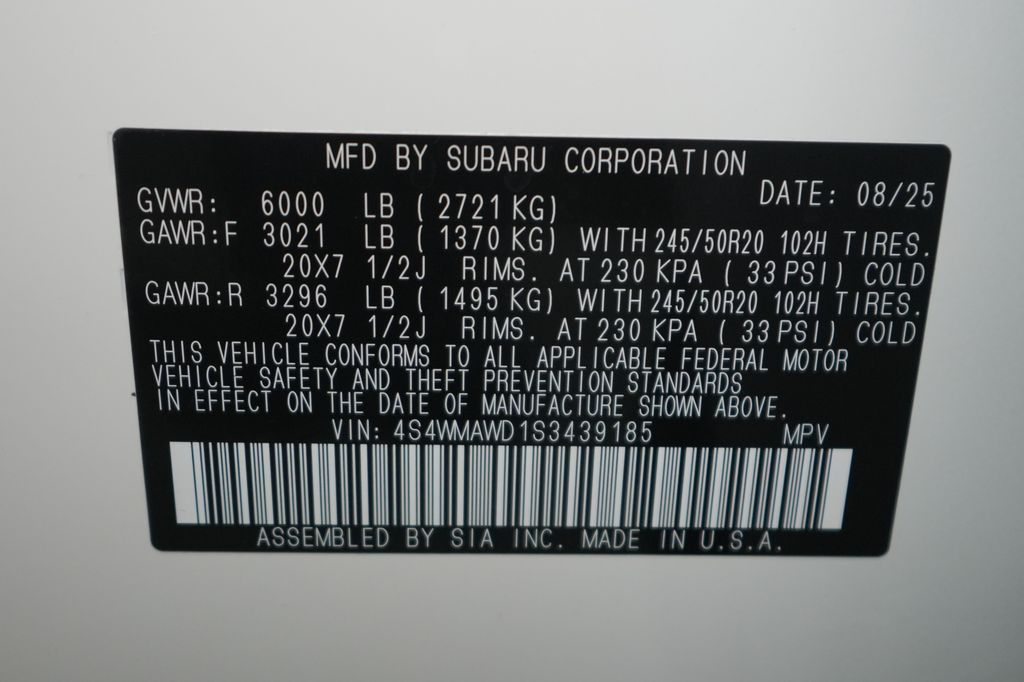 MFD BY SUBARU CORPORATION
DATE: 08/25
GVWR: 6000 LB ( 2721 KG)
GAWR:F 3021 LB ( 1370 KG) WITH 245/50R20 102H TIRES.
20X7 1/2J RIMS. AT 230 KPA ( 33 PSI) COLD
GAWR:R 3296 LB ( 1495 KG) WITH 245/50R20 102H TIRES.
20X7 1/2J RIMS. AT 230 KPA ( 33 PSI) COLD
THIS VEHICLE CONFORMS TO ALL APPLICABLE FEDERAL MOTOR
VEHICLE SAFETY AND THEFT PREVENTION STANDARDS
IN EFFECT ON THE DATE OF MANUFACTURE SHOWN ABOVE.
VIN: 4S4WMAWD1S3439185 MPV
ASSEMBLED BY SIA INC. MADE IN U.S.A.